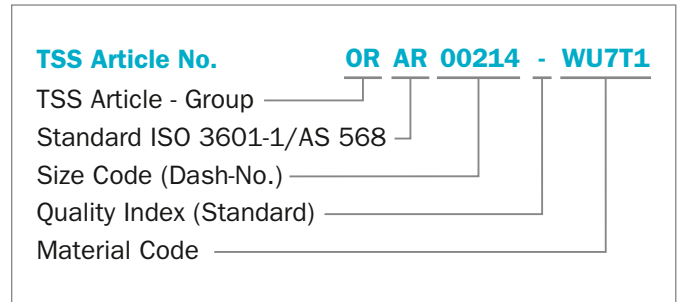 TSS Article No. OR AR 00214 - WU7T1
TSS Article - Group
Standard ISO 3601-1/AS 568
Size Code (Dash-No.)
Quality Index (Standard)
Material Code